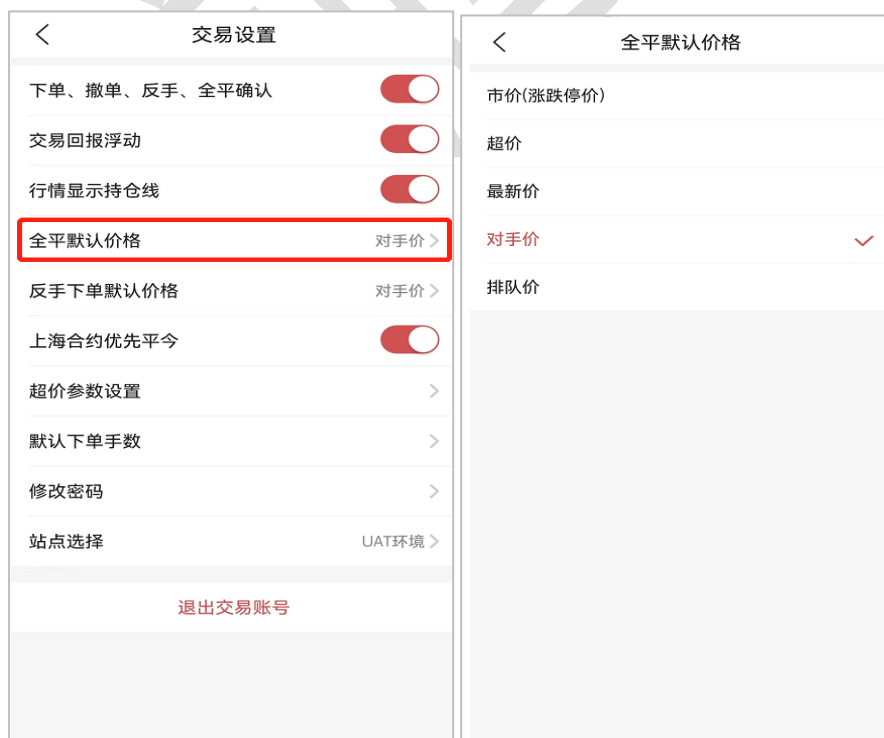 交易设置
下单、撤单、反手、全平确认
交易回报浮动
行情显示持仓线
全平默认价格 对手价
反手下单默认价格 对手价
上海合约优先平今
超价参数设置
默认下单手数
修改密码
站点选择 UAT环境
退出交易账号
全平默认价格
市价(涨跌停价)
超价
最新价
对手价
排队价